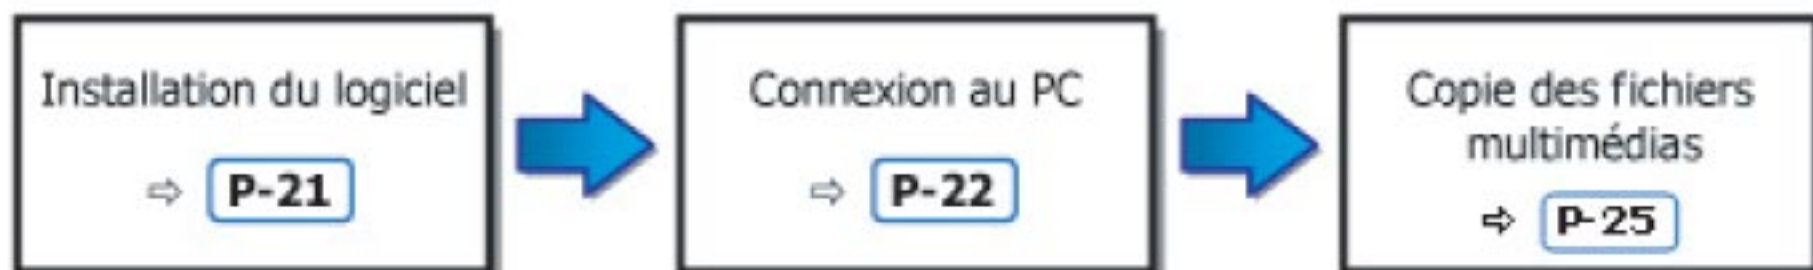 Installation du logiciel
⇨ P-21
Connexion au PC
⇨ P-22
Copie des fichiers
multimédias
⇨ P-25